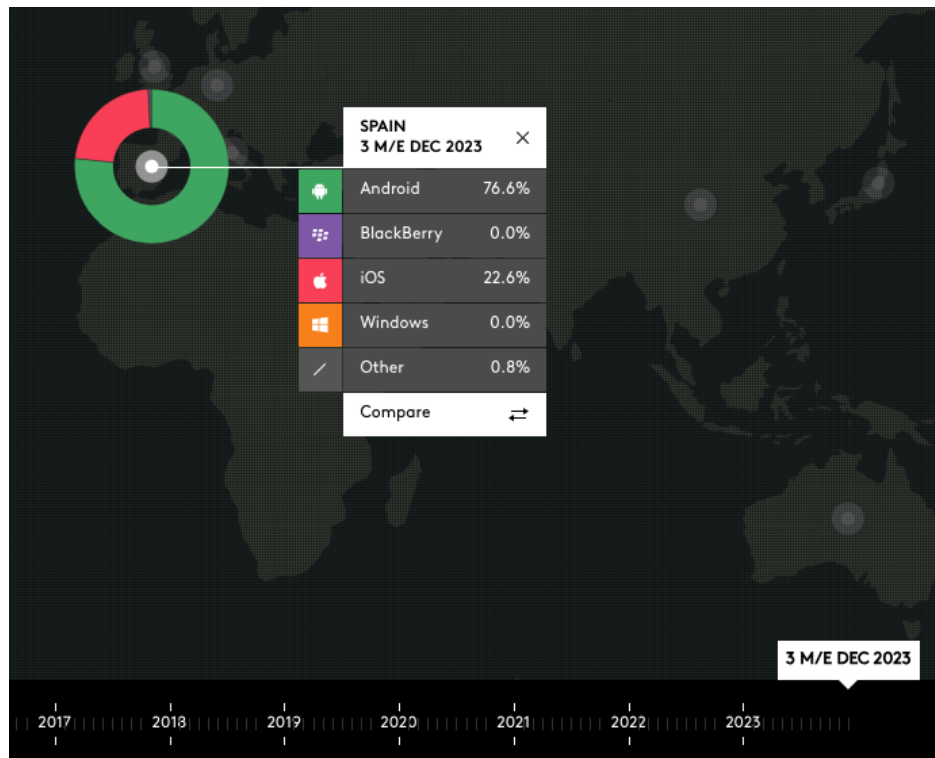 SPAIN
3 M/E DEC 2023
Android 76.6%
BlackBerry 0.0%
iOS 22.6%
Windows 0.0%
Other 0.8%
Compare
3 M/E DEC 2023
2017 2018 2019 2020 2021 2022 2023